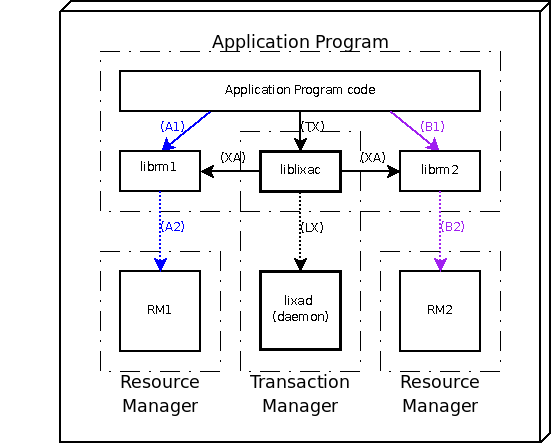 Application Program
Application Program code
(A1)
(TX)
(B1)
librm1
(XA)
liblixac
(XA)
librm2
(A2)
(LX)
(B2)
RM1
lixad
(daemon)
RM2
Resource
Manager
Transaction
Manager
Resource
Manager